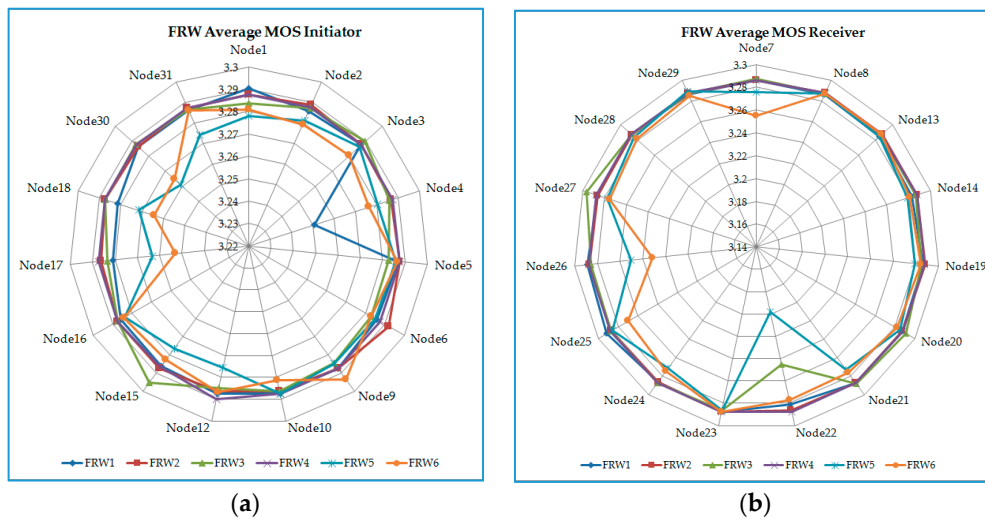 FRW Average MOS Initiator
Node1
Node2
Node3
Node4
Node5
Node6
Node9
Node10
Node12
Node15
Node16
Node17
Node18
Node30
Node31
3.3
3.29
3.28
3.27
3.26
3.25
3.24
3.23
3.22
FRW1 FRW2 FRW3 FRW4 FRW5 FRW6
(a)
FRW Average MOS Receiver
Node7
Node8
Node13
Node14
Node19
Node20
Node21
Node22
Node23
Node24
Node25
Node26
Node27
Node28
Node29
3.3
3.28
3.26
3.24
3.22
3.2
3.18
3.16
3.14
FRW1 FRW2 FRW3 FRW4 FRW5 FRW6
(b)